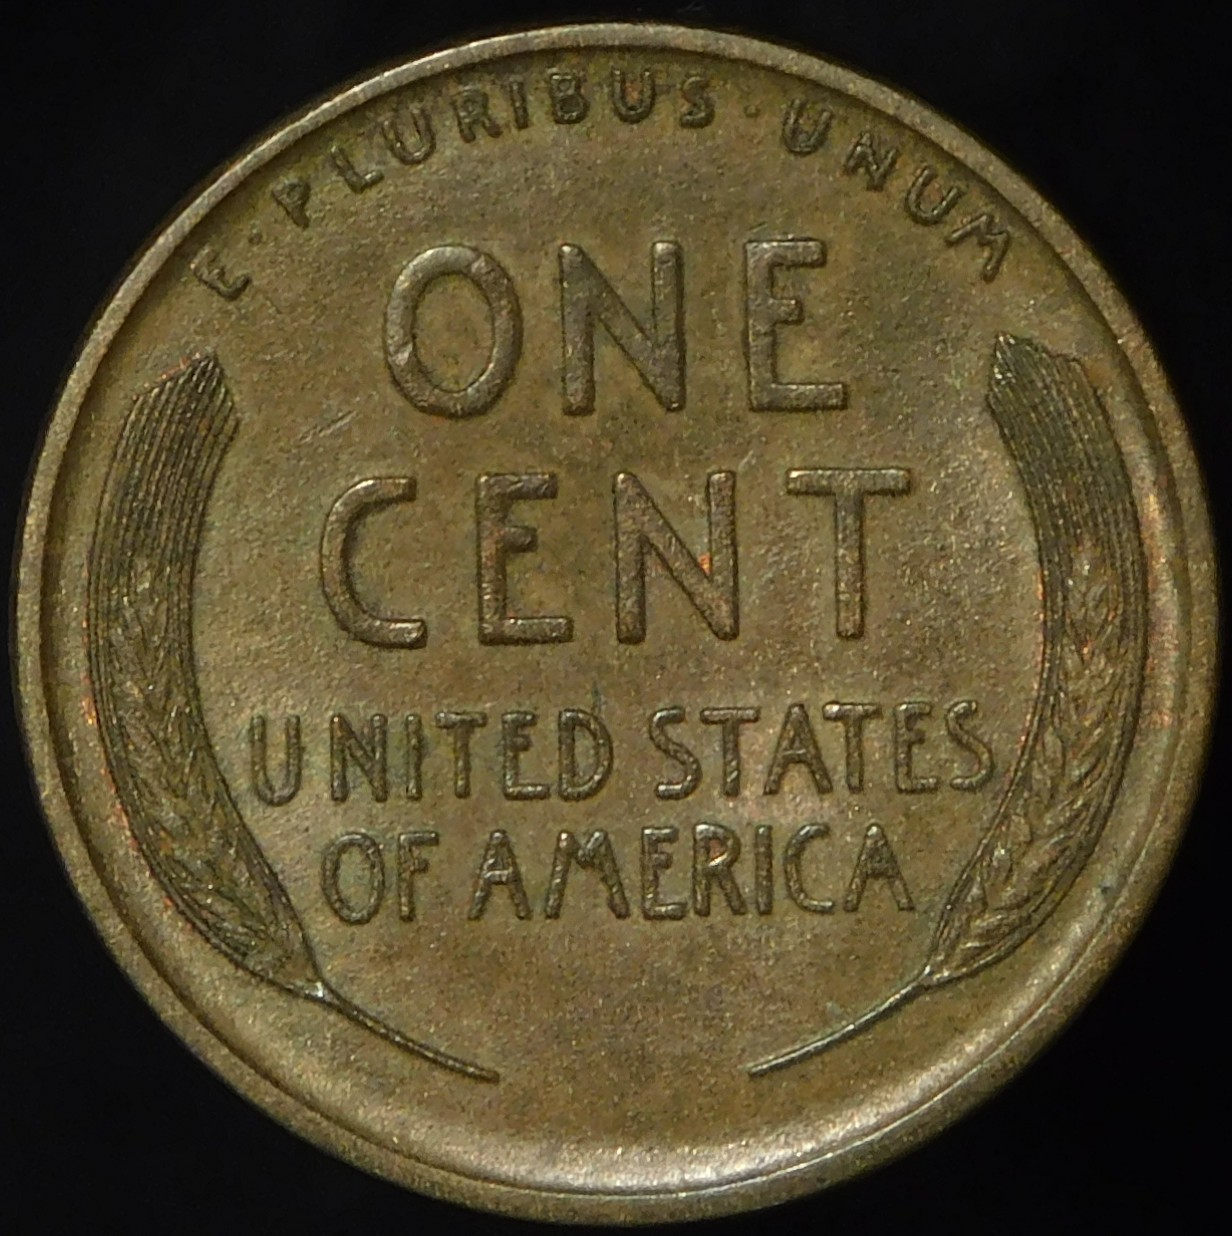 E·PLURIBUS·UNUM
ONE
CENT
UNITED STATES
OF AMERICA